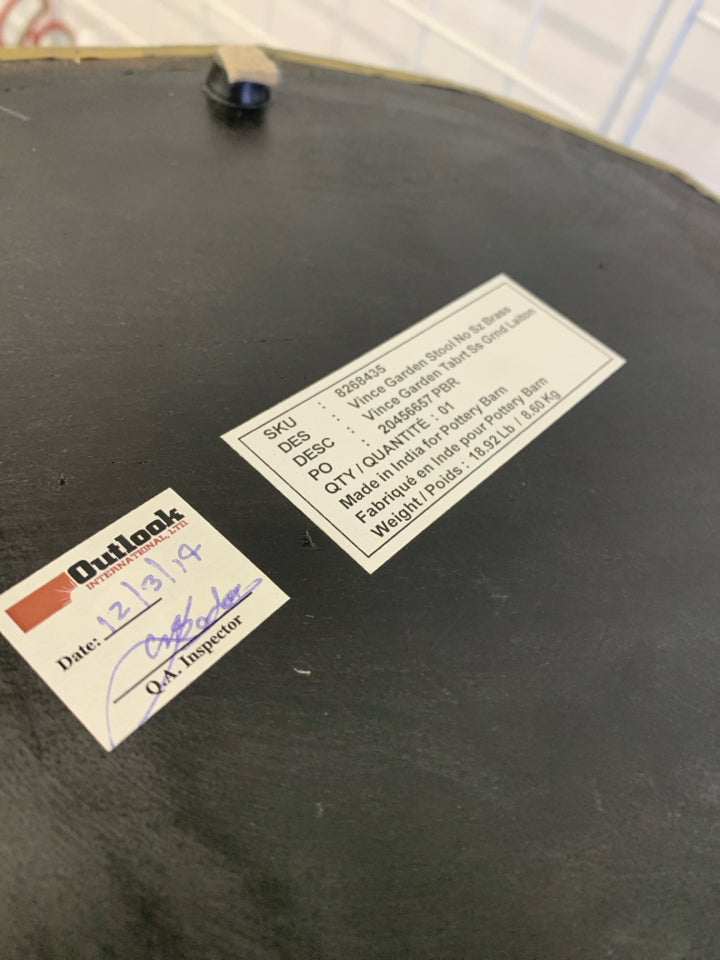 SKU : 8268435
DES : Vince Garden Stool No Sz Brass
DESC : Vince Garden Tabrt Ss Grnd Laiton
PO : 20456657 PBR
QTY / QUANTITÉ : 01
Made in India for Pottery Barn
Fabriqué en Inde pour Pottery Barn
Weight / Poids : 18.92 Lb / 8.60 Kg
Outlook
INTERNATIONAL, LTD.
Date: 12/3/19
Q.A. Inspector